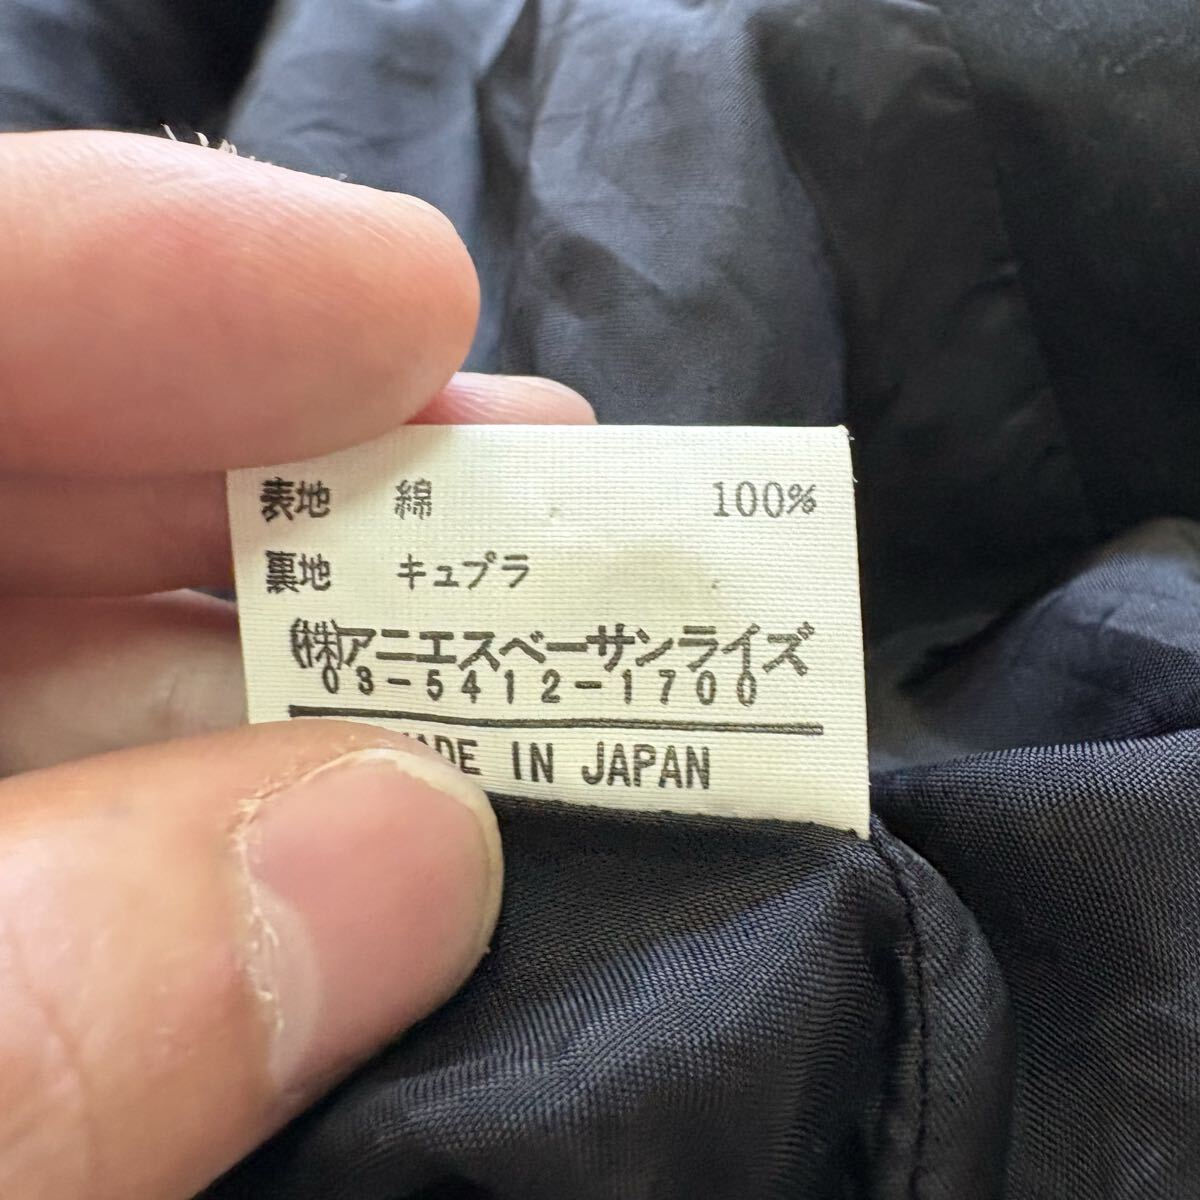 表地 綿 100%
裏地 キュプラ
(株)アニエスベーサンライズ
03-5412-1700
MADE IN JAPAN